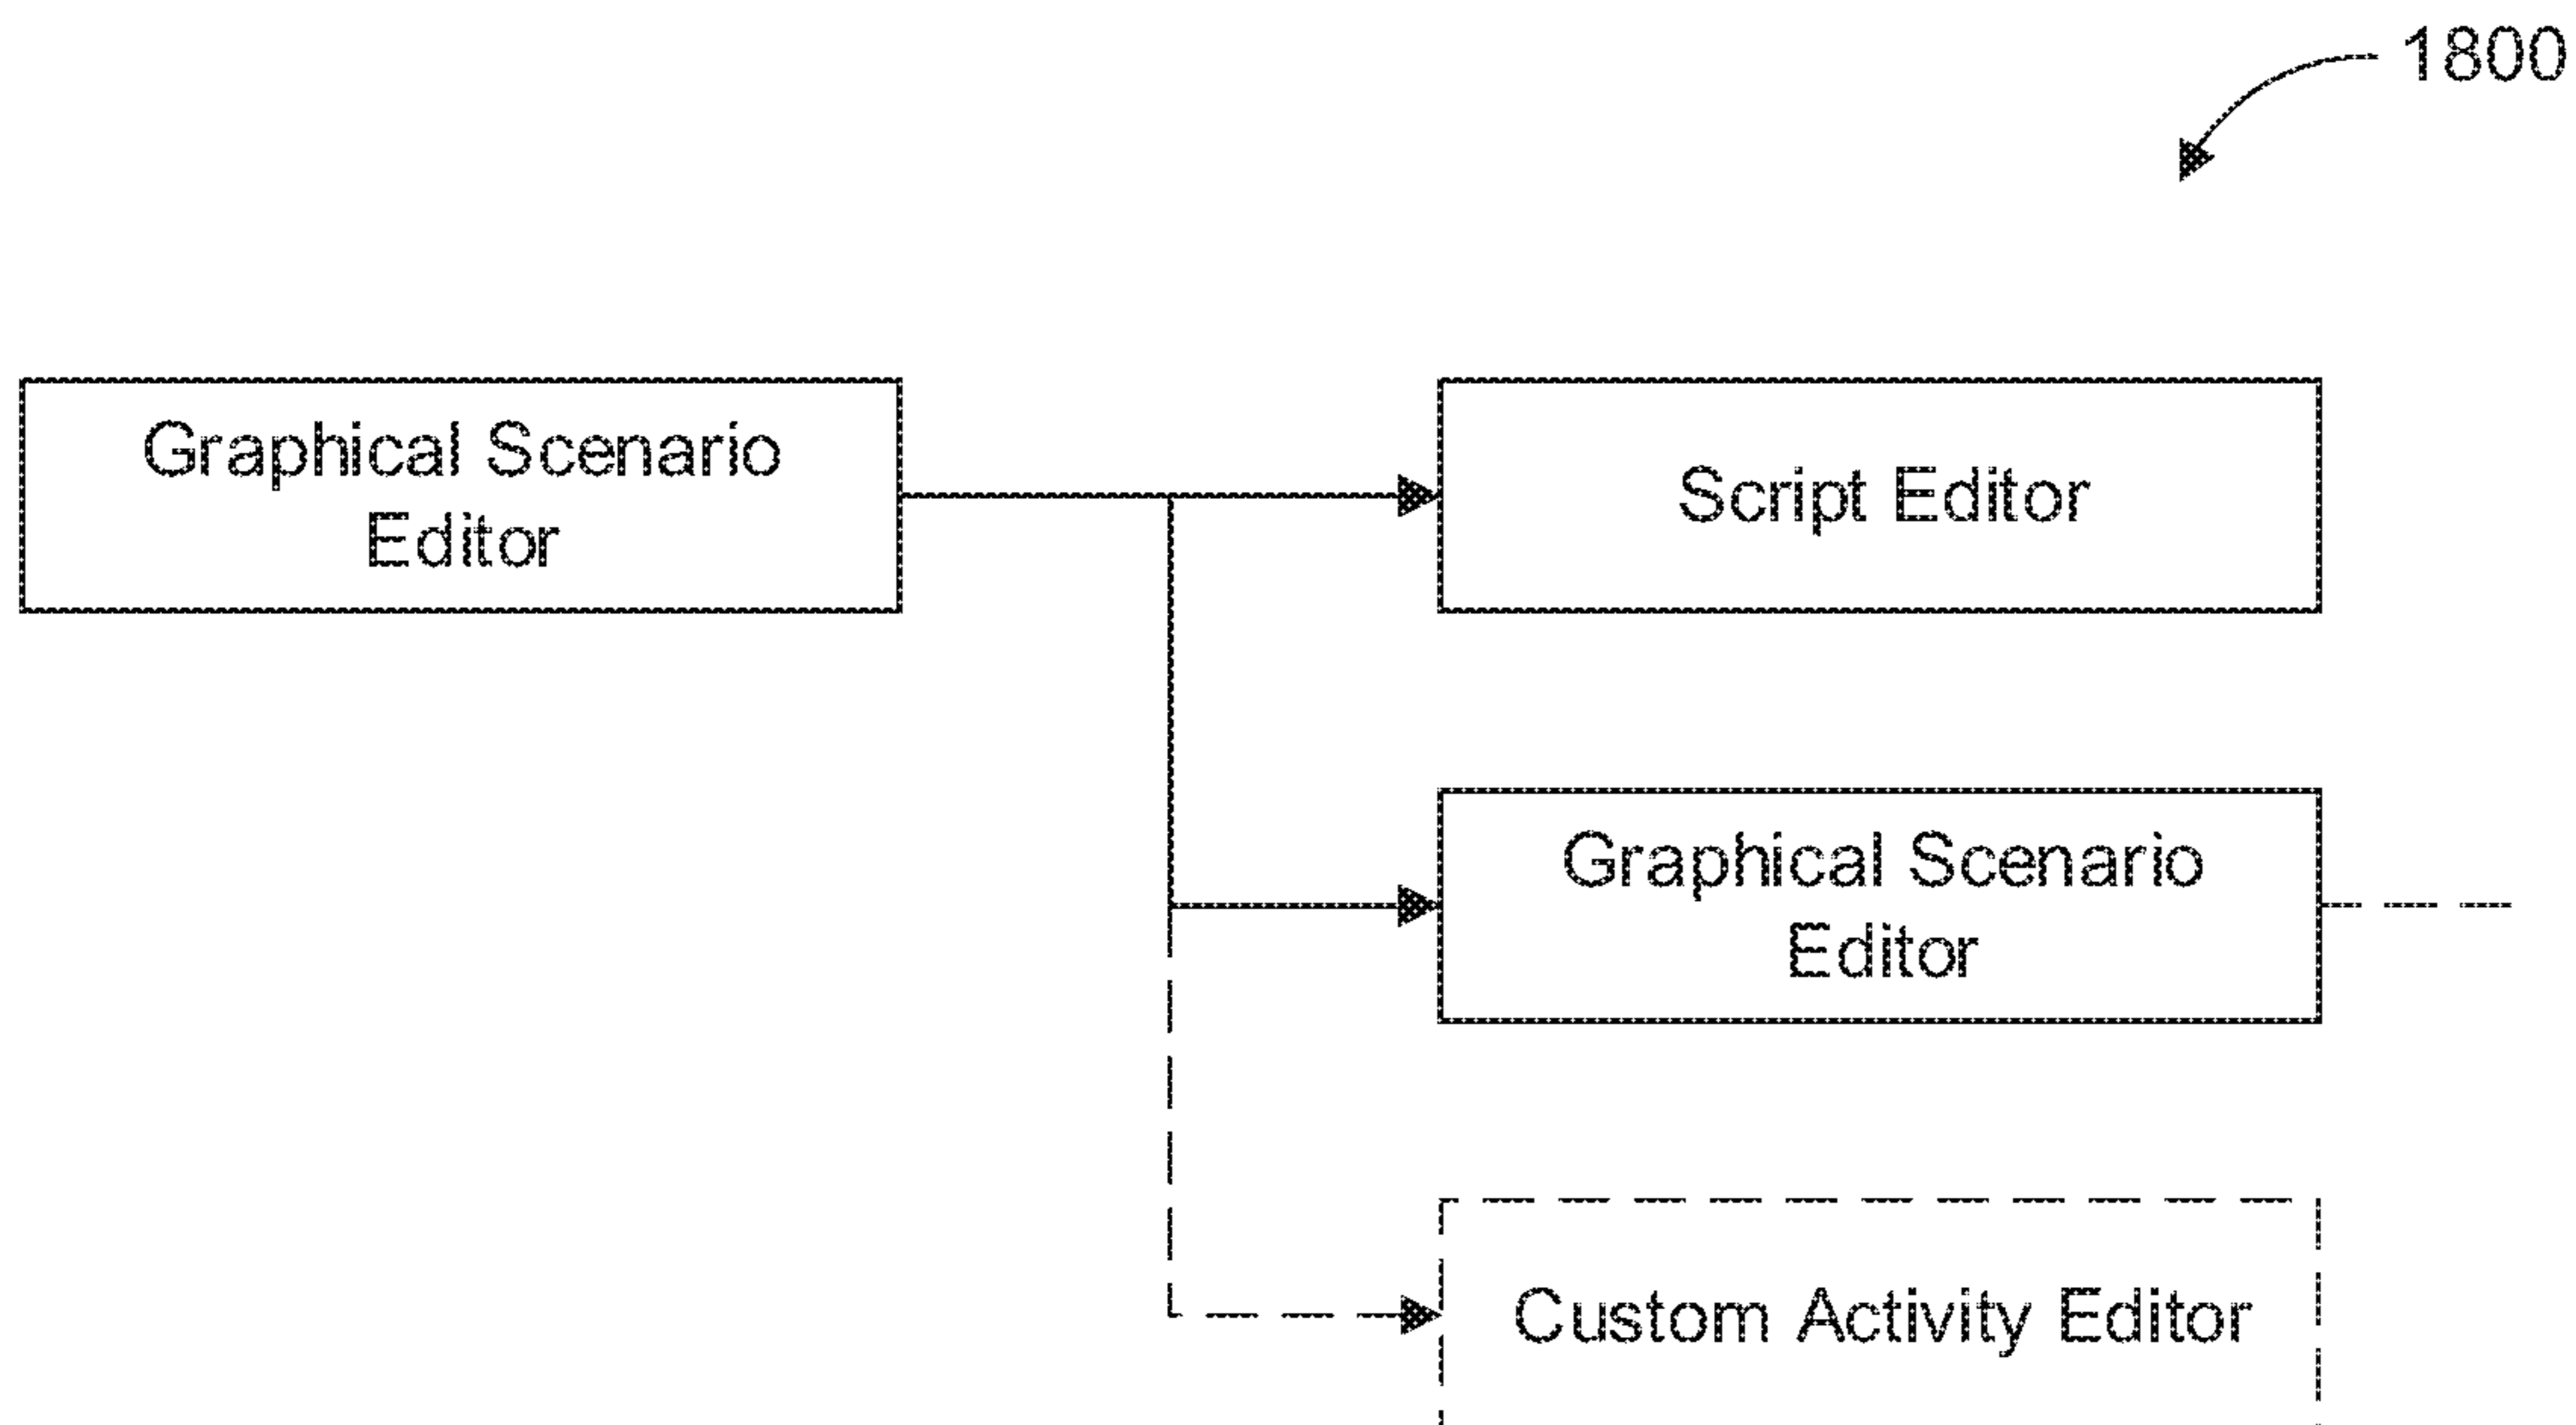 1800
Graphical Scenario
Editor
Script Editor
Graphical Scenario
Editor
Custom Activity Editor